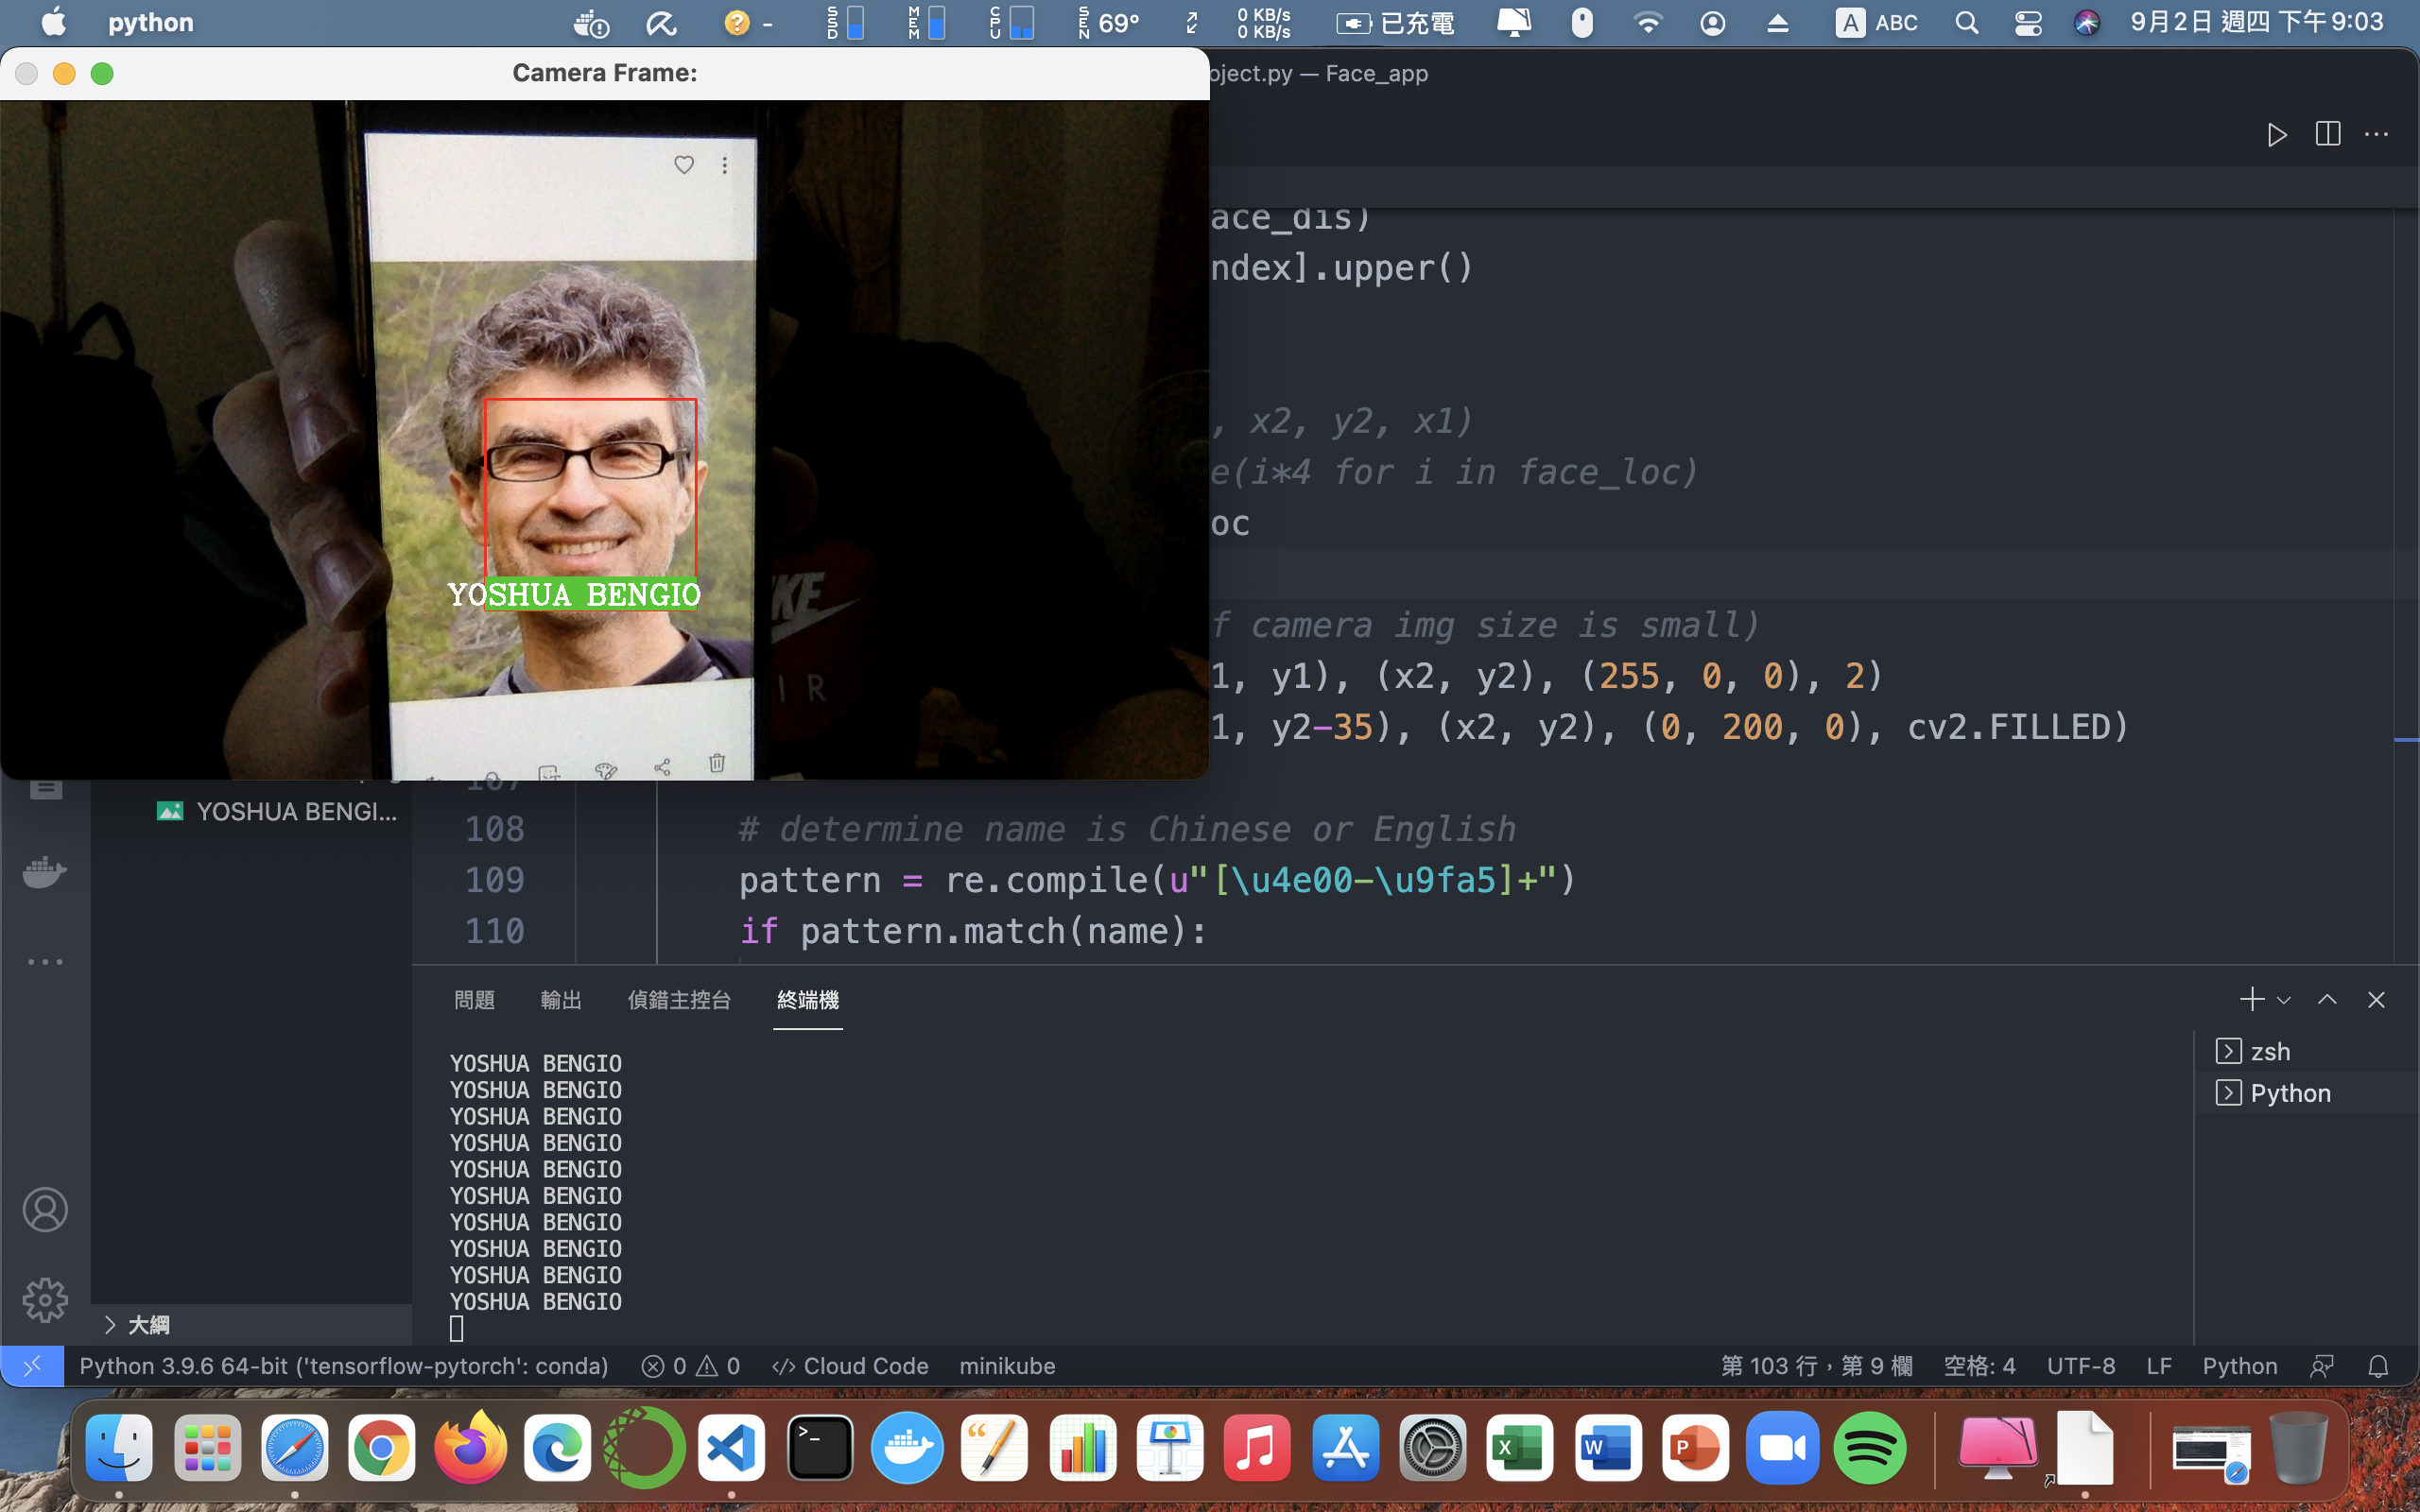 python
SSD
MEM
CPU
SEN 69°
0 KB/s
0 KB/s
已充電
A ABC
9月2日 週四 下午9:03
Camera Frame:
oject.py — Face_app
ace_dis)
ndex].upper()
, x2, y2, x1)
e(i*4 for i in face_loc)
oc
f camera img size is small)
1, y1), (x2, y2), (255, 0, 0), 2)
1, y2-35), (x2, y2), (0, 200, 0), cv2.FILLED)
YOSHUA BENGIO
KE
IR
107
YOSHUA BENGI...
108 # determine name is Chinese or English
109 pattern = re.compile(u"[\u4e00-\u9fa5]+")
110 if pattern.match(name):
問題 輸出 偵錯主控台 終端機
YOSHUA BENGIO
YOSHUA BENGIO
YOSHUA BENGIO
YOSHUA BENGIO
YOSHUA BENGIO
YOSHUA BENGIO
YOSHUA BENGIO
YOSHUA BENGIO
YOSHUA BENGIO
YOSHUA BENGIO
zsh
Python
大綱
Python 3.9.6 64-bit ('tensorflow-pytorch': conda) 0 0 Cloud Code minikube 第 103 行，第 9 欄 空格: 4 UTF-8 LF Python